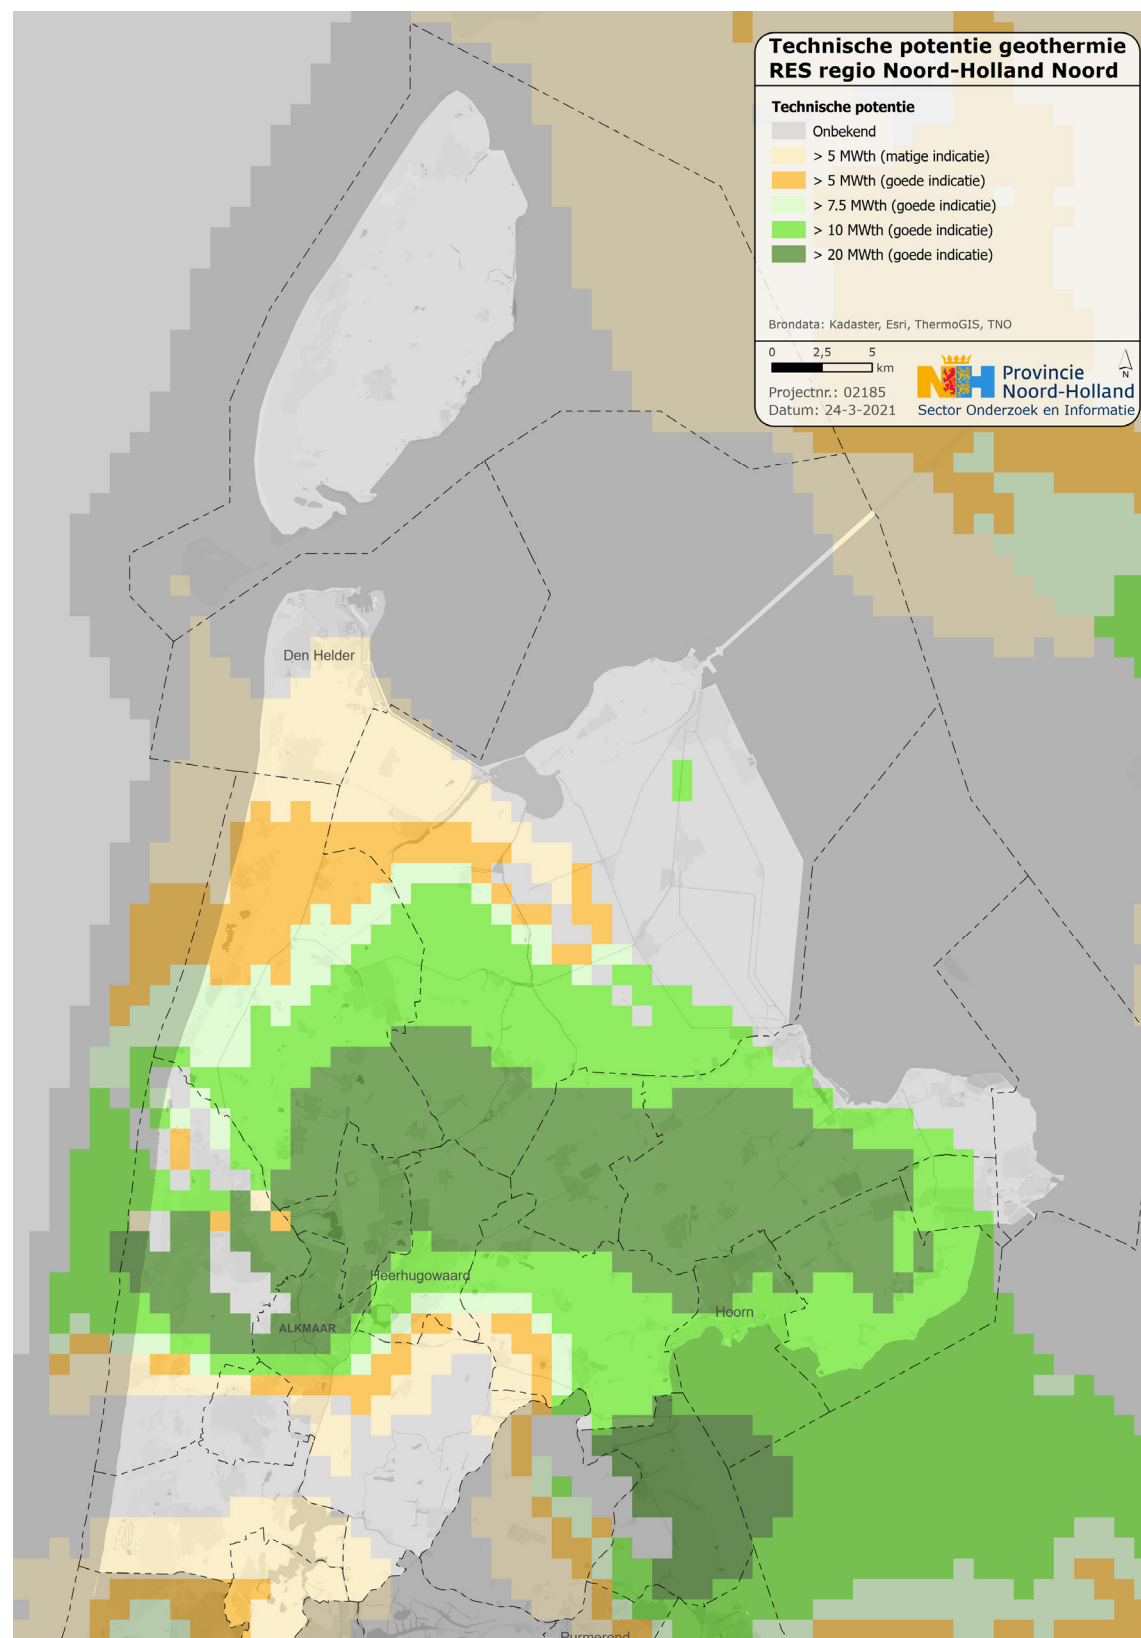 Technische potentie geothermie
RES regio Noord-Holland Noord
Technische potentie
Onbekend
> 5 MWth (matige indicatie)
> 5 MWth (goede indicatie)
> 7.5 MWth (goede indicatie)
> 10 MWth (goede indicatie)
> 20 MWth (goede indicatie)
Brondata: Kadaster, Esri, ThermoGIS, TNO
0 2,5 5
km
N
Projectnr.: 02185
Datum: 24-3-2021
NH Provincie
Noord-Holland
Sector Onderzoek en Informatie
Den Helder
Heerhugowaard
Hoorn
ALKMAAR
Purmerend